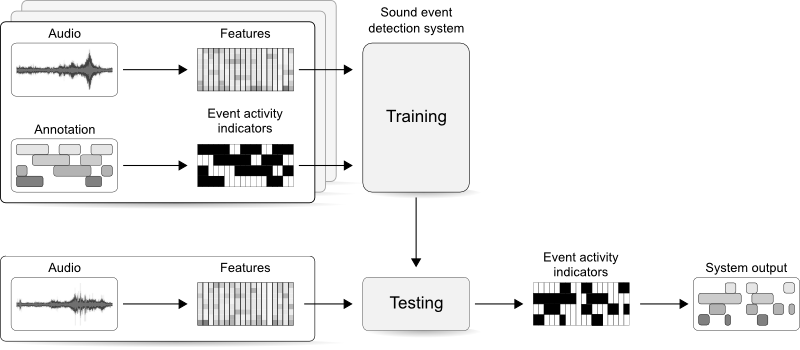 Sound event
detection system
Audio
Features
Training
Annotation
Event activity
indicators
Audio
Features
Testing
Event activity
indicators
System output